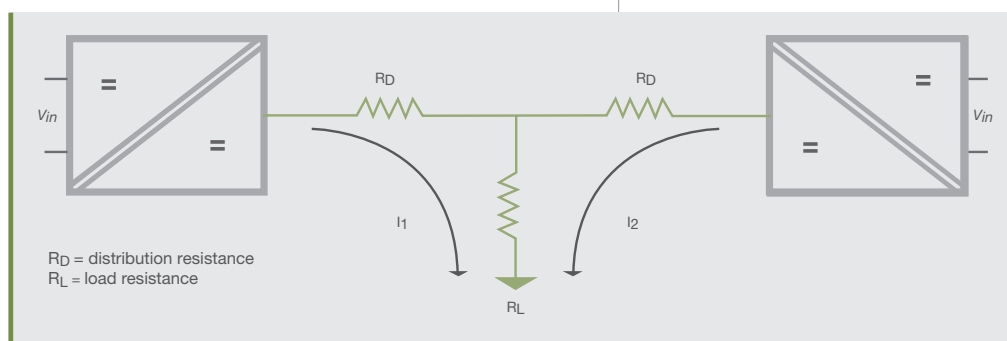 RD
RD
Vin
=
=
=
=
Vin
I1
I2
RD = distribution resistance
RL = load resistance
RL